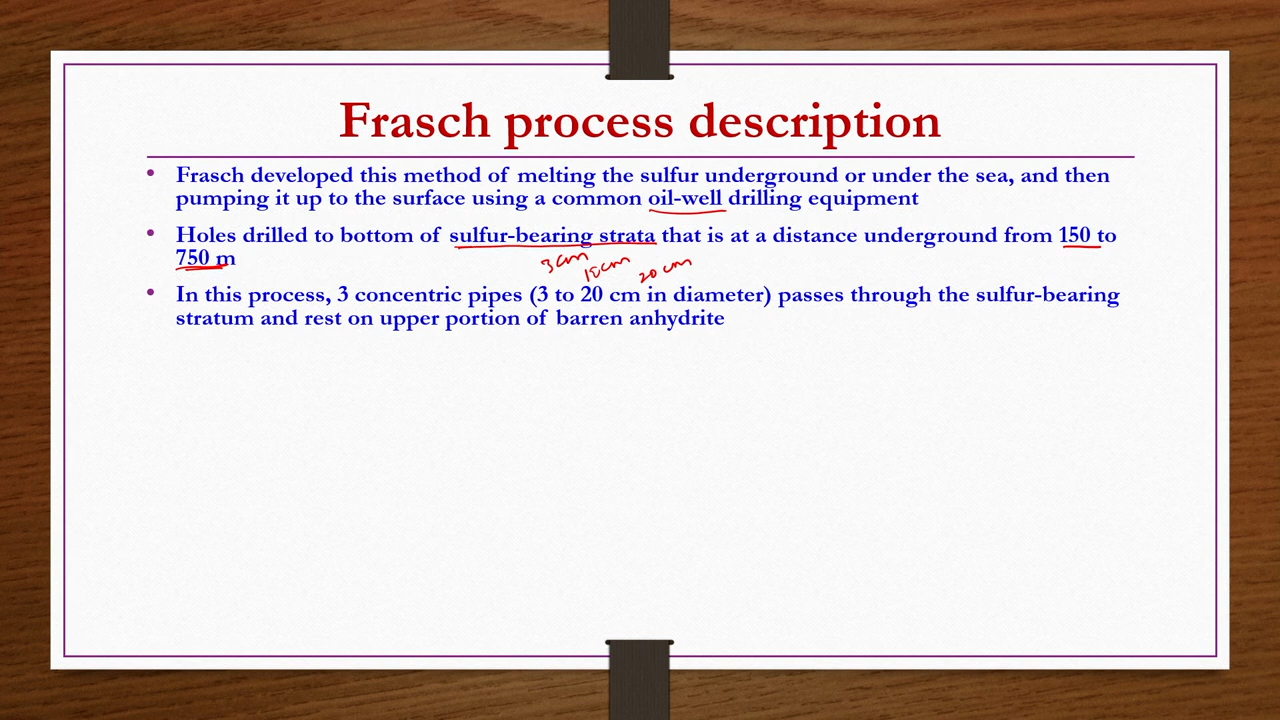 Frasch process description
• Frasch developed this method of melting the sulfur underground or under the sea, and then
pumping it up to the surface using a common oil-well drilling equipment
• Holes drilled to bottom of sulfur-bearing strata that is at a distance underground from 150 to
750 m
3 cm
20 cm
• In this process, 3 concentric pipes (3 to 20 cm in diameter) passes through the sulfur-bearing
stratum and rest on upper portion of barren anhydrite